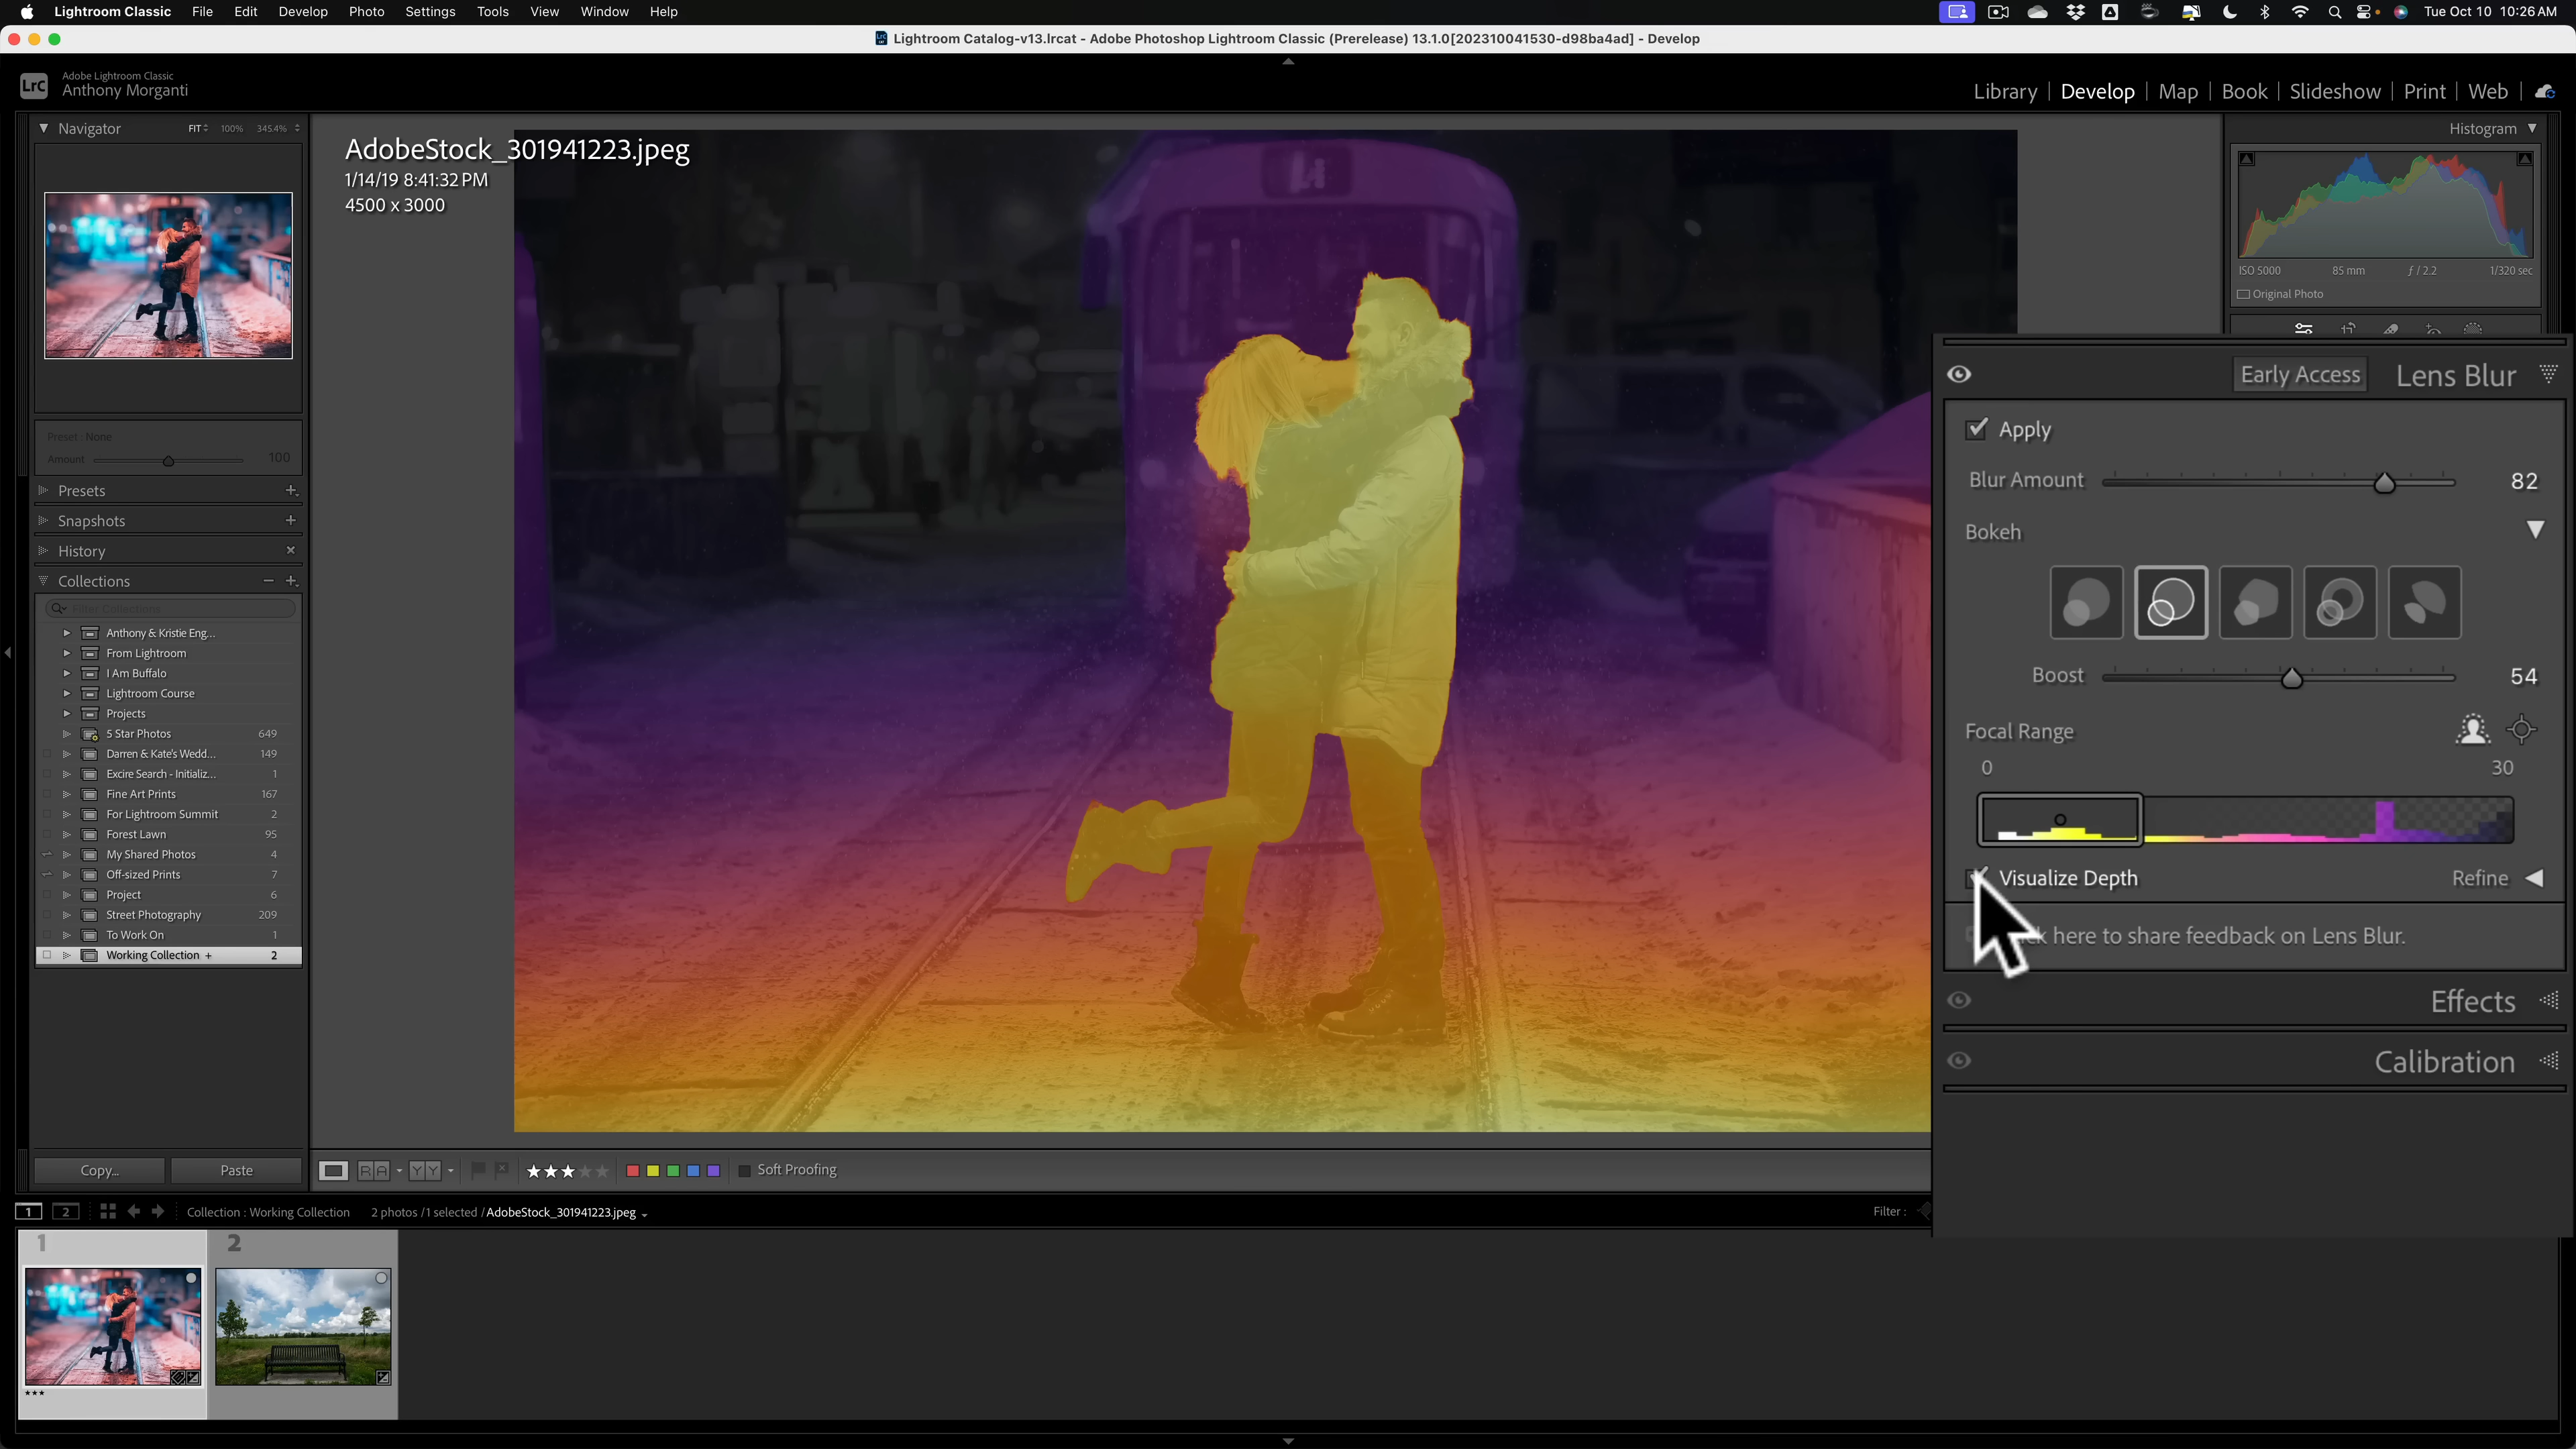 Lightroom Classic File Edit Develop Photo Settings Tools View Window Help Tue Oct 10 10:26 AM
Lightroom Catalog-v13.lrcat - Adobe Photoshop Lightroom Classic (Prerelease) 13.1.0[202310041530-d98ba4ad] - Develop
LrC
Adobe Lightroom Classic
Anthony Morganti
Library | Develop | Map | Book | Slideshow | Print | Web
Navigator FIT 100% 345.4%
Preset: None
Amount 100
Presets
Snapshots
History
Collections
Filter Collections
Anthony & Kristie Eng...
From Lightroom
I Am Buffalo
Lightroom Course
Projects
5 Star Photos 649
Darren & Kate's Wedd... 149
Excire Search - Initializ... 1
Fine Art Prints 167
For Lightroom Summit 2
Forest Lawn 95
My Shared Photos 4
Off-sized Prints 7
Project 6
Street Photography 209
To Work On 1
Working Collection + 2
Copy... Paste
AdobeStock_301941223.jpeg
1/14/19 8:41:32 PM
4500 x 3000
Histogram
ISO 5000 85 mm ƒ / 2.2 1/320 sec
Original Photo
Early Access Lens Blur
Apply
Blur Amount 82
Bokeh
Boost 54
Focal Range
0 30
Visualize Depth Refine
here to share feedback on Lens Blur.
Effects
Calibration
R A Y Y Soft Proofing
1 2 Collection : Working Collection 2 photos /1 selected /AdobeStock_301941223.jpeg Filter :
1 2